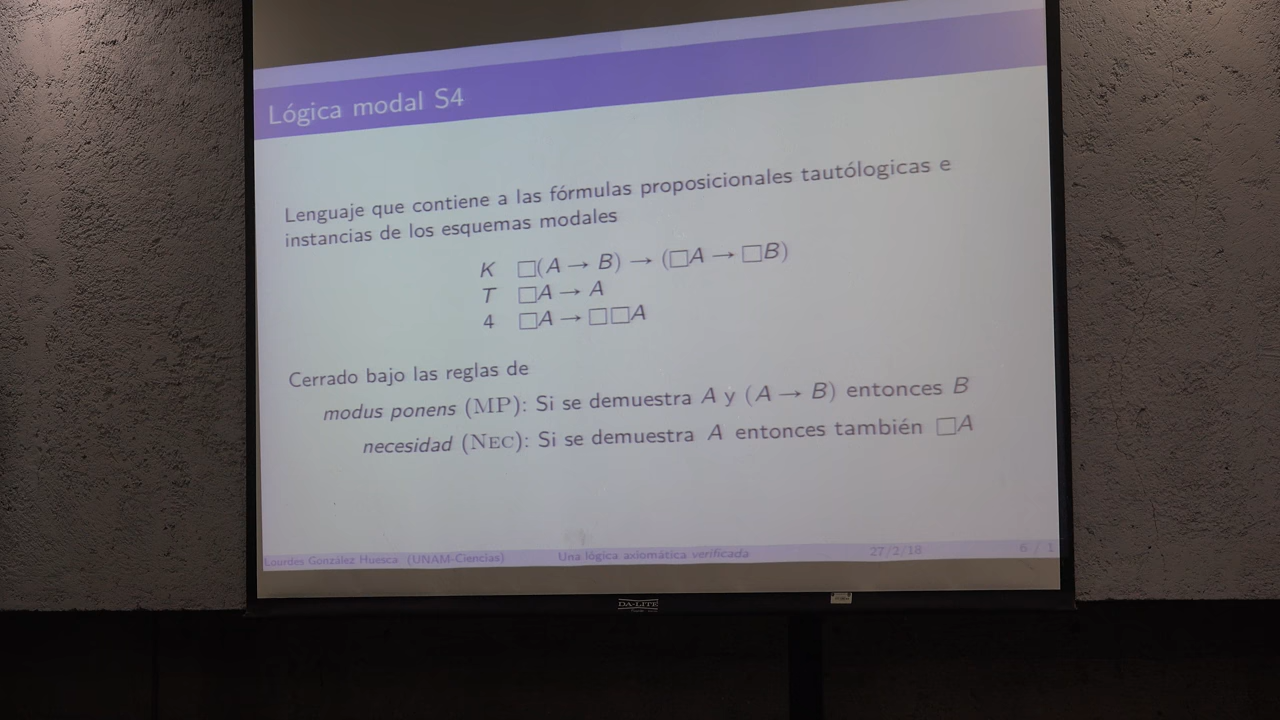 Lógica modal S4
Lenguaje que contiene a las fórmulas proposicionales tautólogicas e
instancias de los esquemas modales
K □(A → B) → (□A → □B)
T □A → A
4 □A → □□A
Cerrado bajo las reglas de
modus ponens (MP): Si se demuestra A y (A → B) entonces B
necesidad (NEC): Si se demuestra A entonces también □A
Lourdes González Huesca (UNAM-Ciencias) Una lógica axiomática verificada 27/2/18 6 / 1
DA-LITE